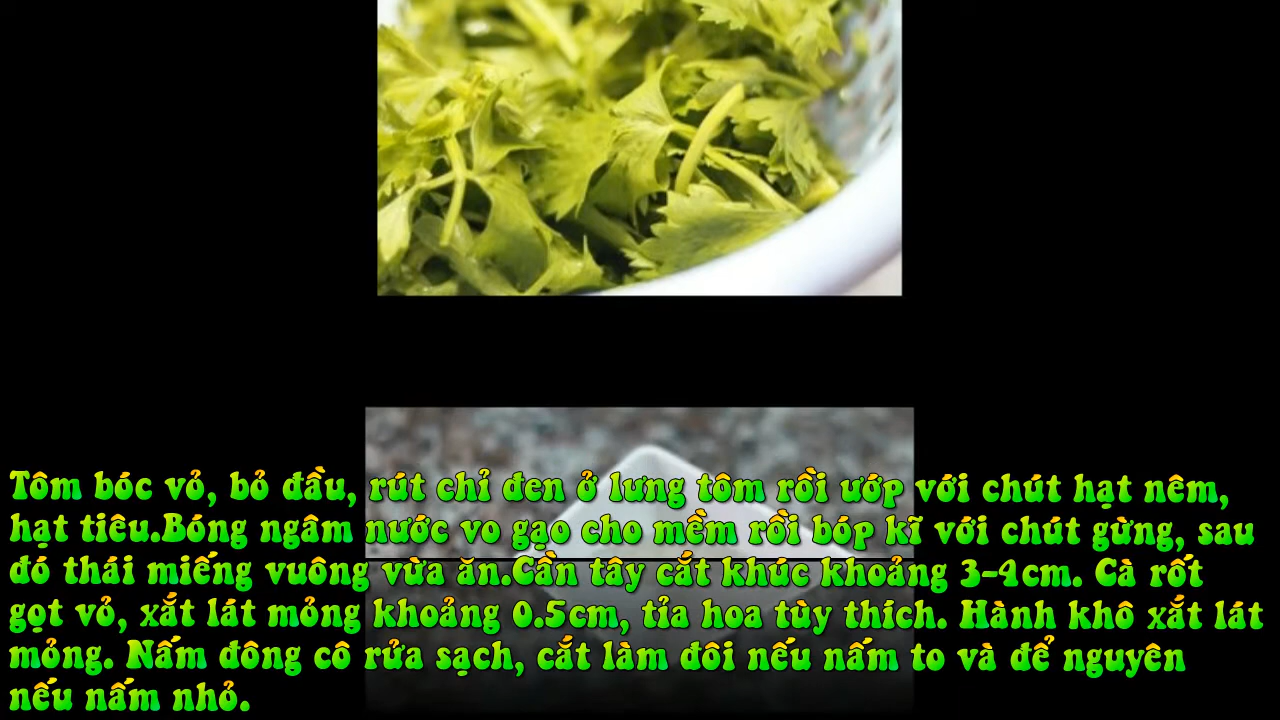 Tôm bóc vỏ, bỏ đầu, rút chỉ đen ở lưng tôm rồi ướp với chút hạt nêm,
hạt tiêu.Bóng ngâm nước vo gạo cho mềm rồi bóp kĩ với chút gừng, sau
đó thái miếng vuông vừa ăn.Cần tây cắt khúc khoảng 3-4cm. Cà rốt
gọt vỏ, xắt lát mỏng khoảng 0.5cm, tỉa hoa tùy thích. Hành khô xắt lát
mỏng. Nấm đông cô rửa sạch, cắt làm đôi nếu nấm to và để nguyên
nếu nấm nhỏ.